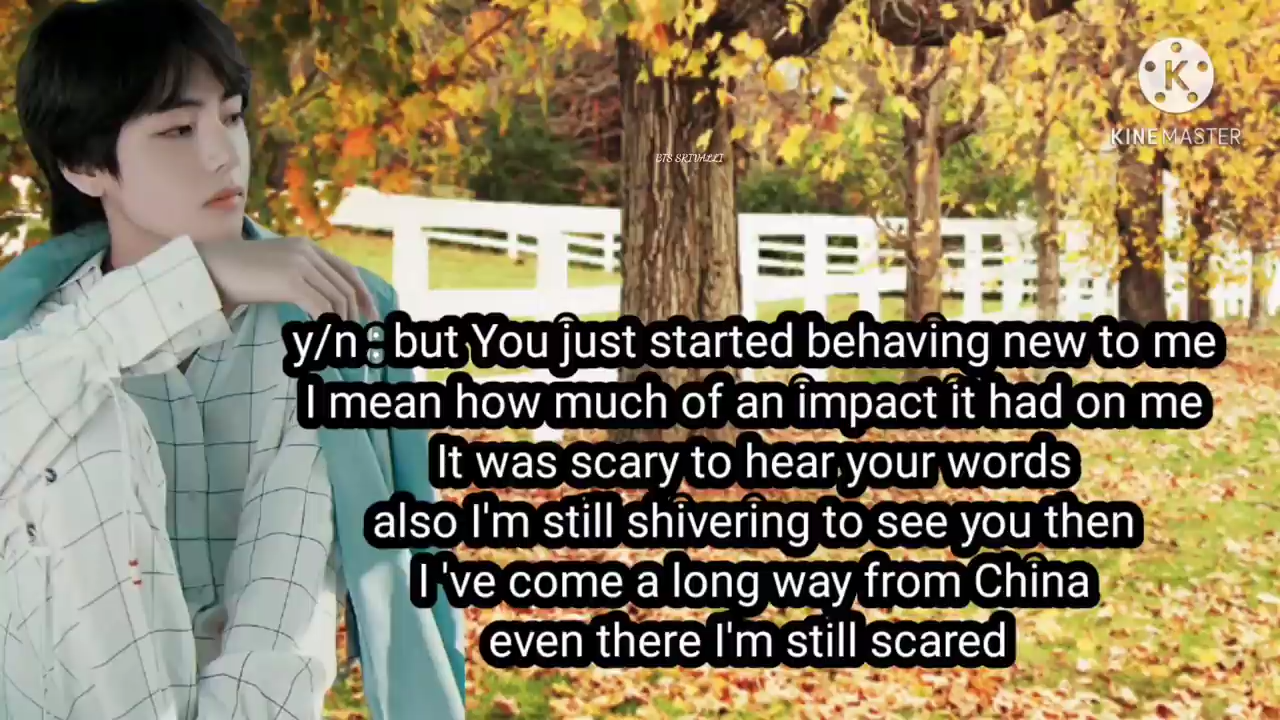 KINEMASTER
BTS SRIVALLI
y/n : but You just started behaving new to me
I mean how much of an impact it had on me
It was scary to hear your words
also I'm still shivering to see you then
I 've come a long way from China
even there I'm still scared